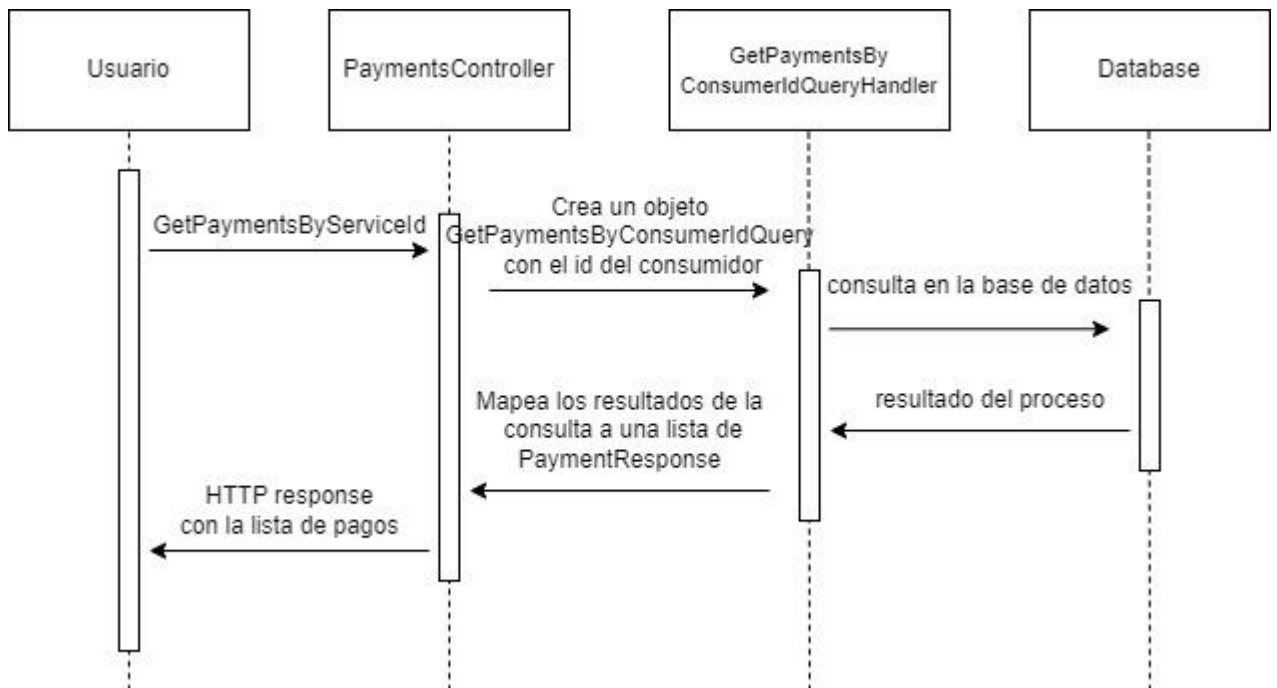 Usuario
PaymentsController
GetPaymentsBy
ConsumerIdQueryHandler
Database
GetPaymentsByServiceId
Crea un objeto
GetPaymentsByConsumerIdQuery
con el id del consumidor
consulta en la base de datos
resultado del proceso
Mapea los resultados de la
consulta a una lista de
PaymentResponse
HTTP response
con la lista de pagos